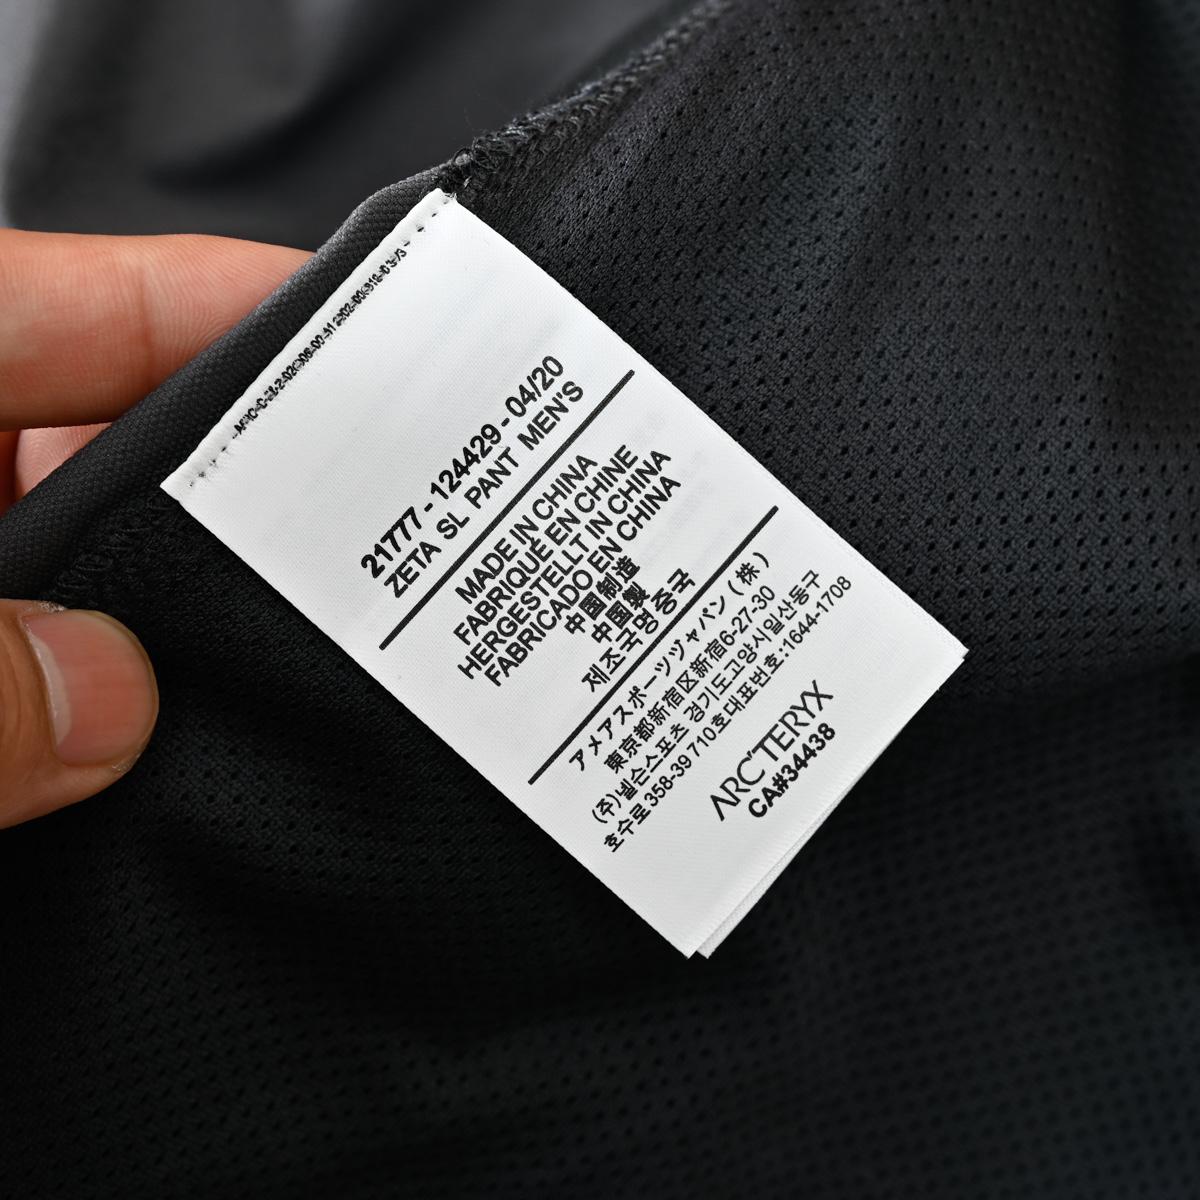 21777 - 124429 - 04/20
ZETA SL PANT MEN'S
MADE IN CHINA
FABRIQUÉ EN CHINE
HERGESTELLT IN CHINA
FABRICADO EN CHINA
中国制造
中国製
제조국명중국
アメアスポーツジャパン (株)
東京都新宿区新宿6-27-30
(주)넬슨스포츠 경기도고양시일산동구
호수로 358-39 710호대표번호:1644-1708
ARC'TERYX
CA#34438